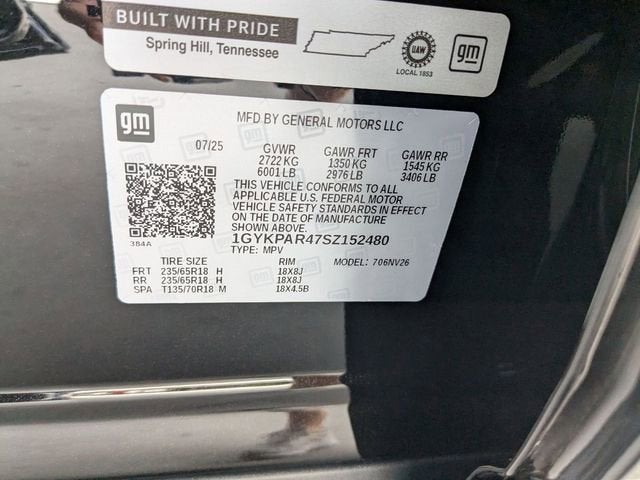 BUILT WITH PRIDE
Spring Hill, Tennessee
UAW
LOCAL 1853
gm
gm
MFD BY GENERAL MOTORS LLC
07/25 GVWR GAWR FRT GAWR RR
2722 KG 1350 KG 1545 KG
6001 LB 2976 LB 3406 LB
THIS VEHICLE CONFORMS TO ALL
APPLICABLE U.S. FEDERAL MOTOR
VEHICLE SAFETY STANDARDS IN EFFECT
ON THE DATE OF MANUFACTURE
SHOWN ABOVE.
384A
1GYKPAR47SZ152480
TYPE: MPV
TIRE SIZE RIM MODEL: 706NV26
FRT 235/65R18 H 18X8J
RR 235/65R18 H 18X8J
SPA T135/70R18 M 18X4.5B